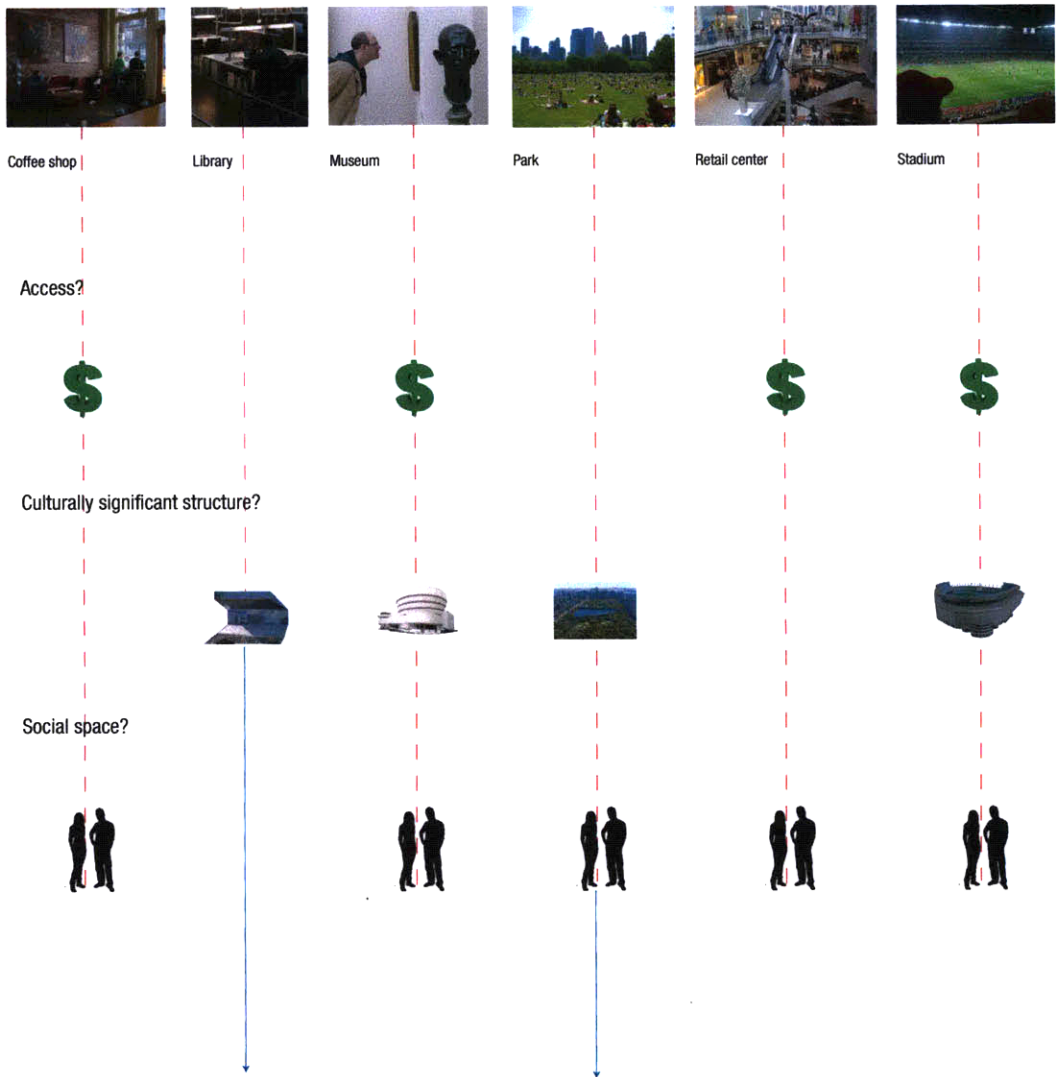 Coffee shop
Library
Museum
Park
Retail center
Stadium
Access?
$ $ $ $
Culturally significant structure?
Social space?